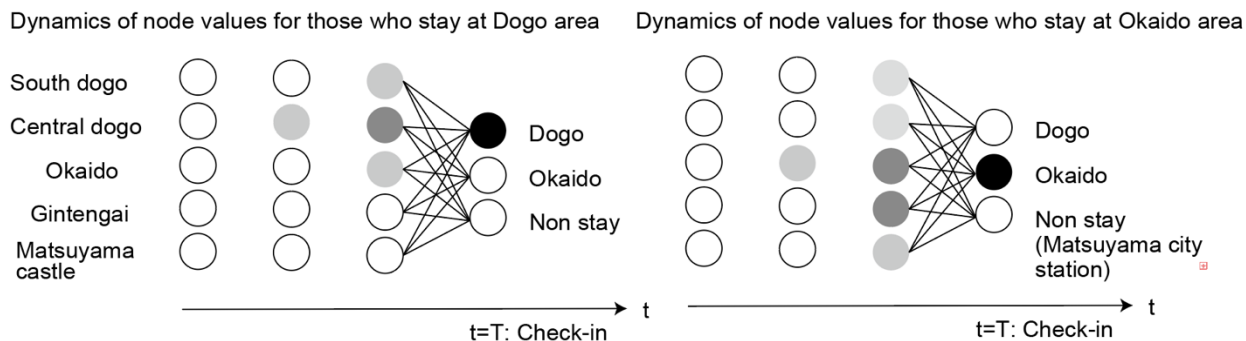 Dynamics of node values for those who stay at Dogo area
South dogo
Central dogo
Okaido
Gintengai
Matsuyama
castle
Dogo
Okaido
Non stay
t
t=T: Check-in
Dynamics of node values for those who stay at Okaido area
Dogo
Okaido
Non stay
(Matsuyama city
station)
t
t=T: Check-in